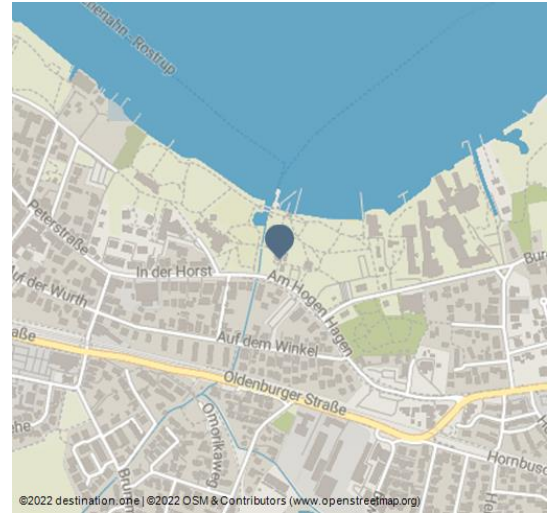 Rostrup
Peterstraße
In der Horst
Am Hogen Hagen
Auf der Wurth
Auf dem Winkel
Oldenburger Straße
Omorikaweg
©2022 destination.one | ©2022 OSM & Contributors (www.openstreetmap.org)